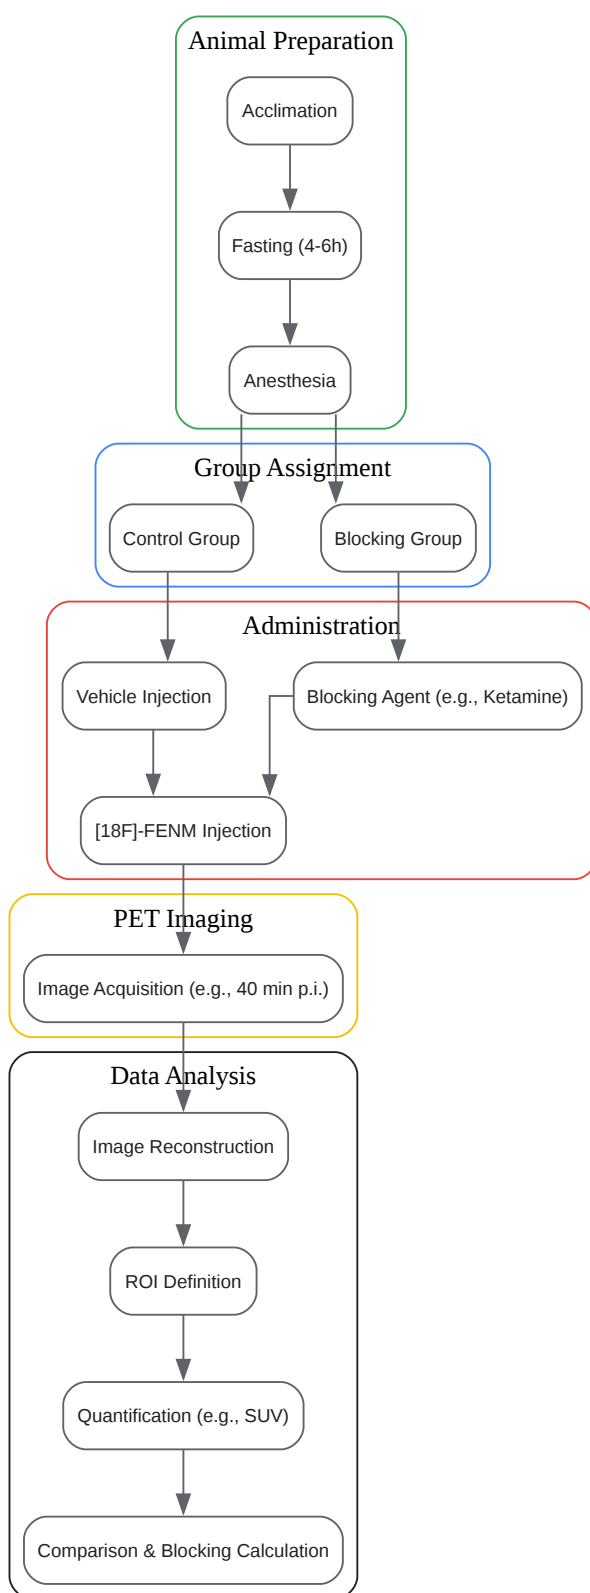 Animal Preparation
Acclimation
Fasting (4-6h)
Anesthesia
Group Assignment
Control Group
Blocking Group
Administration
Vehicle Injection
Blocking Agent (e.g., Ketamine)
[18F]-FENM Injection
PET Imaging
Image Acquisition (e.g., 40 min p.i.)
Data Analysis
Image Reconstruction
ROI Definition
Quantification (e.g., SUV)
Comparison & Blocking Calculation